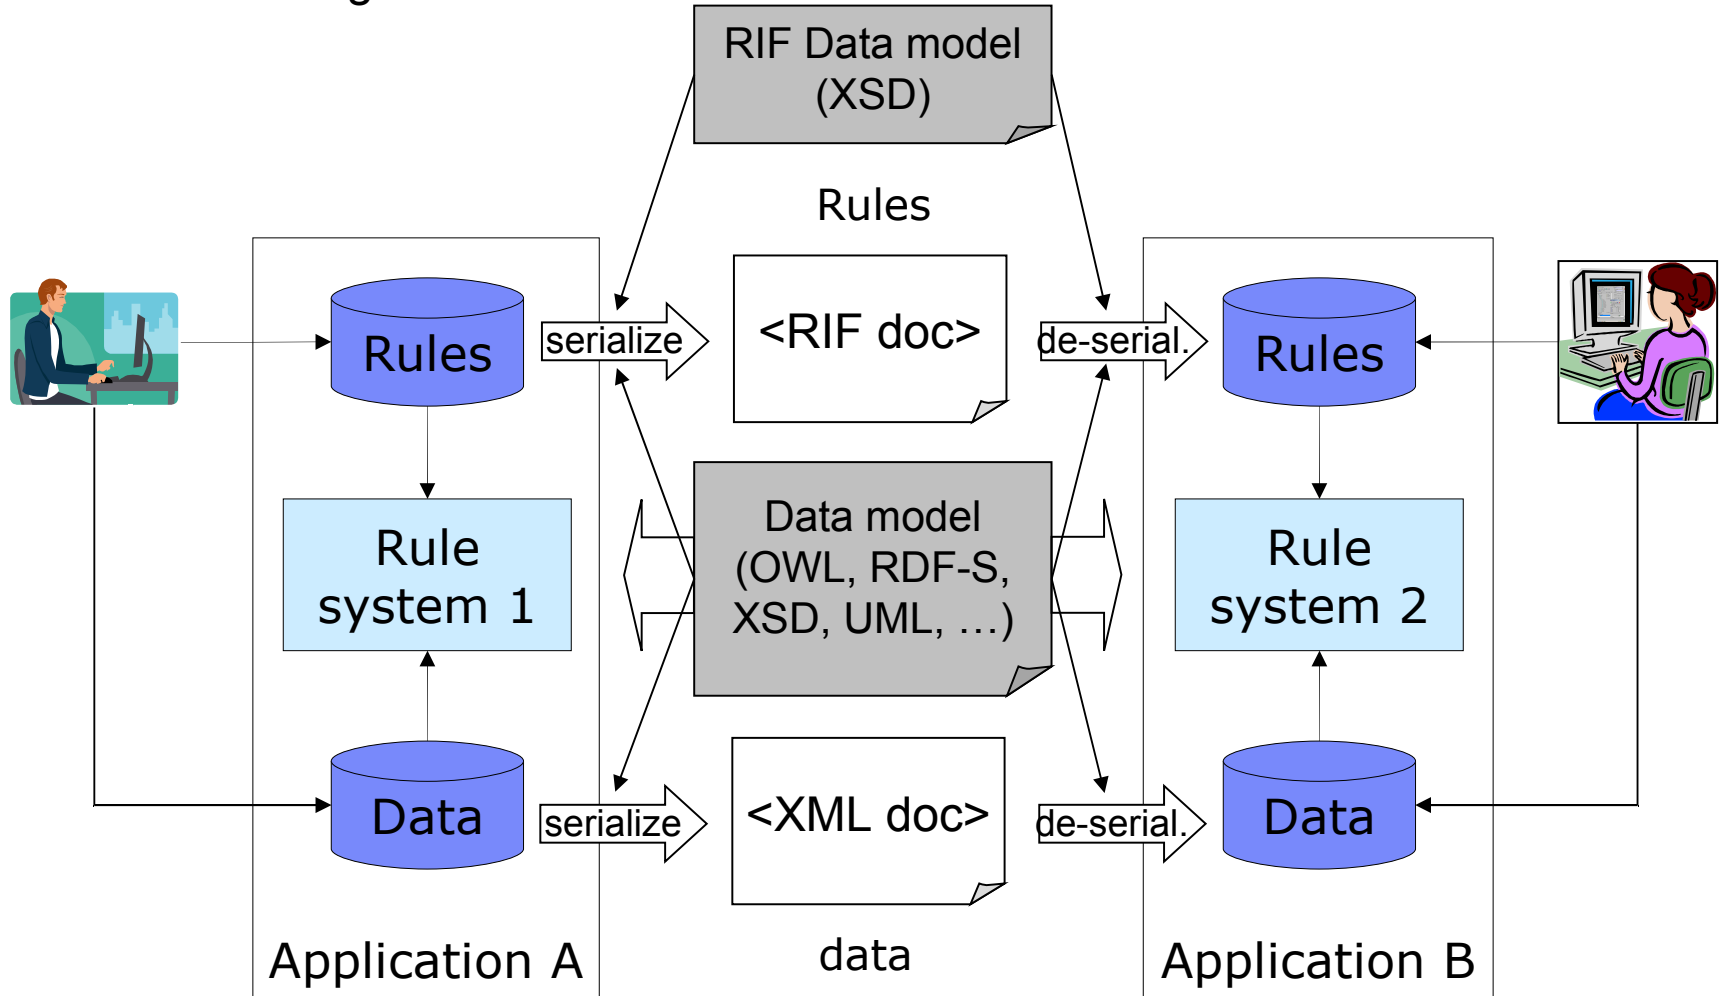 RIF Data model
(XSD)
Rules
Rules
serialize
<RIF doc>
de-serial.
Rules
Rule
system 1
Data model
(OWL, RDF-S,
XSD, UML, …)
Rule
system 2
Data
serialize
<XML doc>
de-serial.
Data
Application A
data
Application B